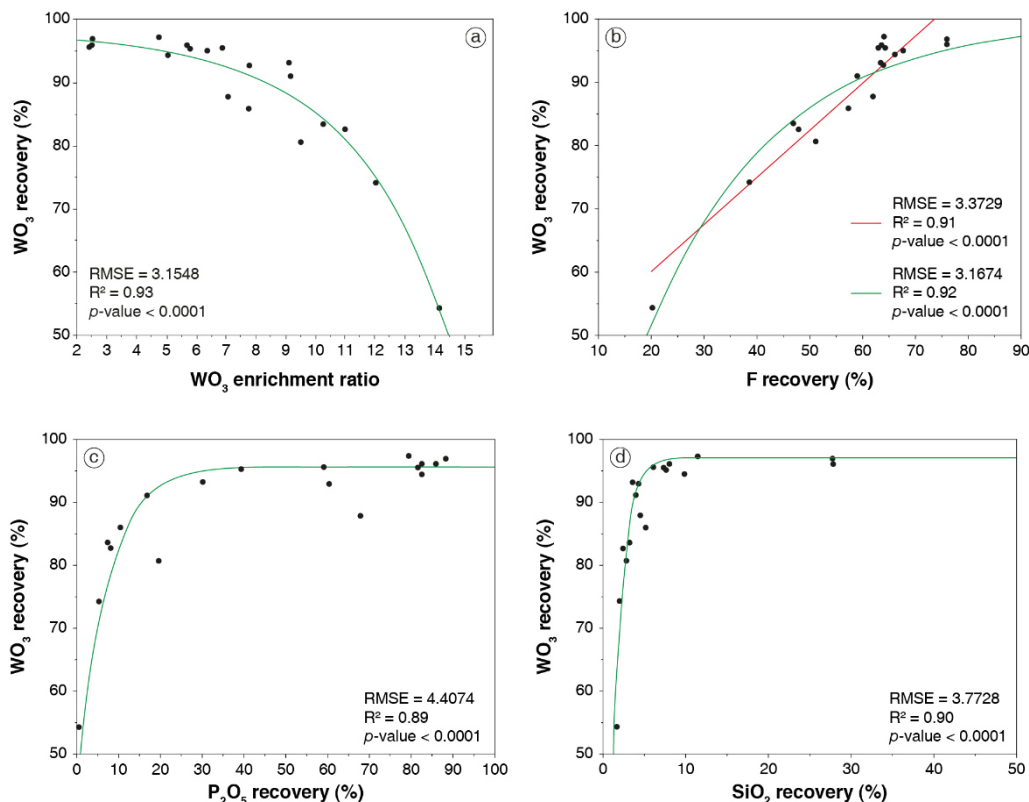 ⓐ
100
90
80
70
60
50
WO₃ recovery (%)
RMSE = 3.1548
R² = 0.93
p-value < 0.0001
2 3 4 5 6 7 8 9 10 11 12 13 14 15
WO₃ enrichment ratio
ⓑ
100
90
80
70
60
50
WO₃ recovery (%)
RMSE = 3.3729
R² = 0.91
p-value < 0.0001
RMSE = 3.1674
R² = 0.92
p-value < 0.0001
10 20 30 40 50 60 70 80 90
F recovery (%)
ⓒ
100
90
80
70
60
50
WO₃ recovery (%)
RMSE = 4.4074
R² = 0.89
p-value < 0.0001
0 10 20 30 40 50 60 70 80 90 100
P₂O₅ recovery (%)
ⓓ
100
90
80
70
60
50
WO₃ recovery (%)
RMSE = 3.7728
R² = 0.90
p-value < 0.0001
0 10 20 30 40 50
SiO₂ recovery (%)